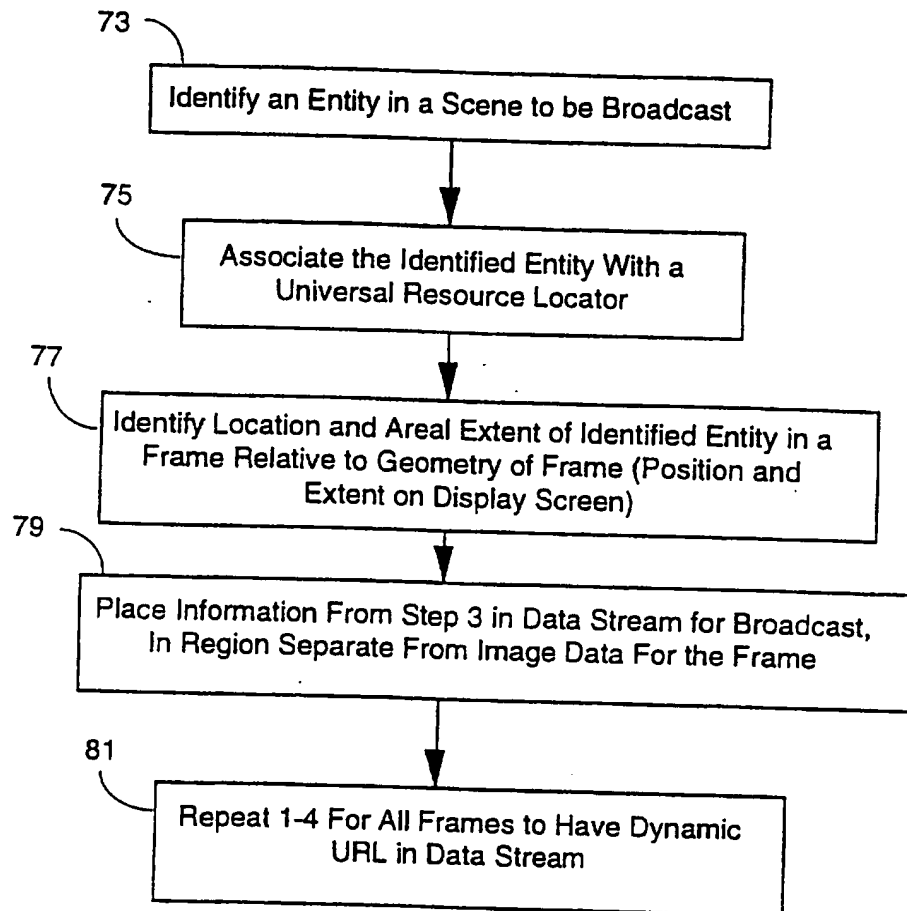 73
Identify an Entity in a Scene to be Broadcast
75
Associate the Identified Entity With a
Universal Resource Locator
77
Identify Location and Areal Extent of Identified Entity in a
Frame Relative to Geometry of Frame (Position and
Extent on Display Screen)
79
Place Information From Step 3 in Data Stream for Broadcast,
In Region Separate From Image Data For the Frame
81
Repeat 1-4 For All Frames to Have Dynamic
URL in Data Stream